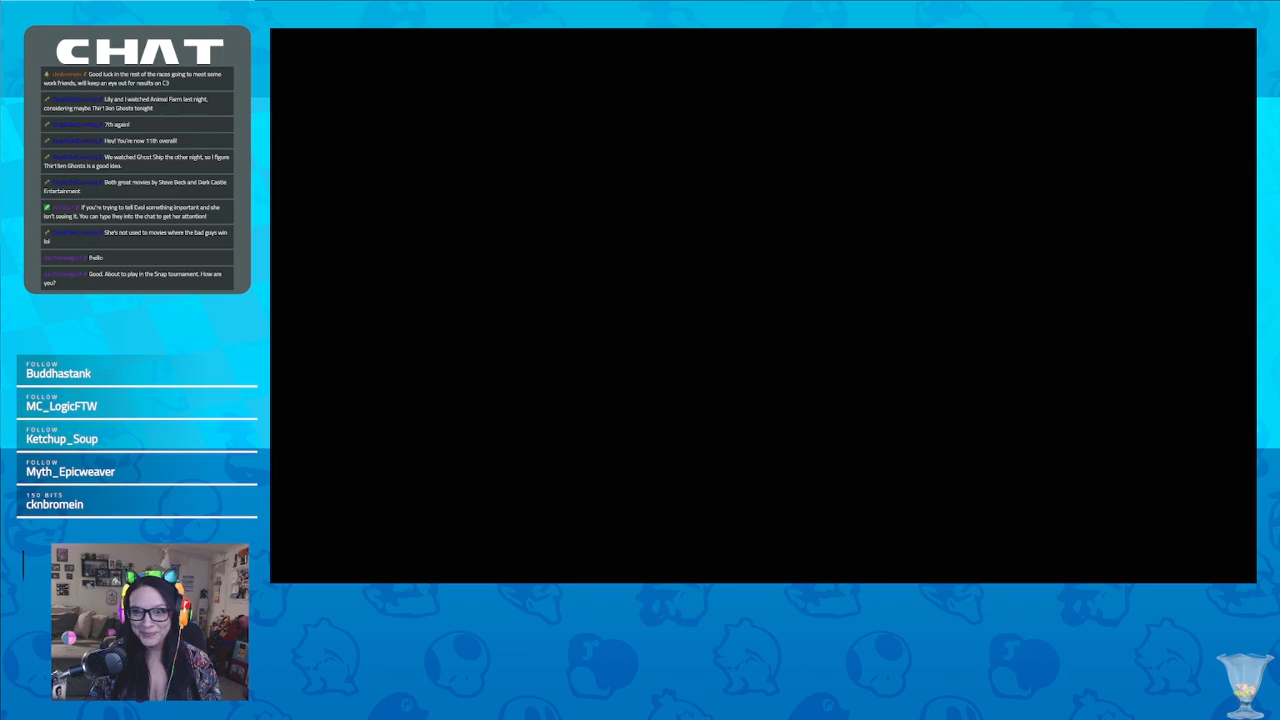 CHAT
Good luck in the rest of the races going to meet some
work friends, will keep an eye out for results on C3
Lily and I watched Animal Farm last night,
considering maybe Thir13en Ghosts tonight
7th again!
Hey! You're now 11th overall!
We watched Ghost Ship the other night, so I figure
Thir13en Ghosts is a good idea.
Both great movies by Steve Beck and Dark Castle
Entertainment
If you're trying to tell Evol something important and she
isn't seeing it. You can type !hey into the chat to get her attention!
She's not used to movies where the bad guys win
lol
!hello
Good. About to play in the Snap tournament. How are
you?
FOLLOW
Buddhastank
FOLLOW
MC_LogicFTW
FOLLOW
Ketchup_Soup
FOLLOW
Myth_Epicweaver
150 BITS
cknbromein